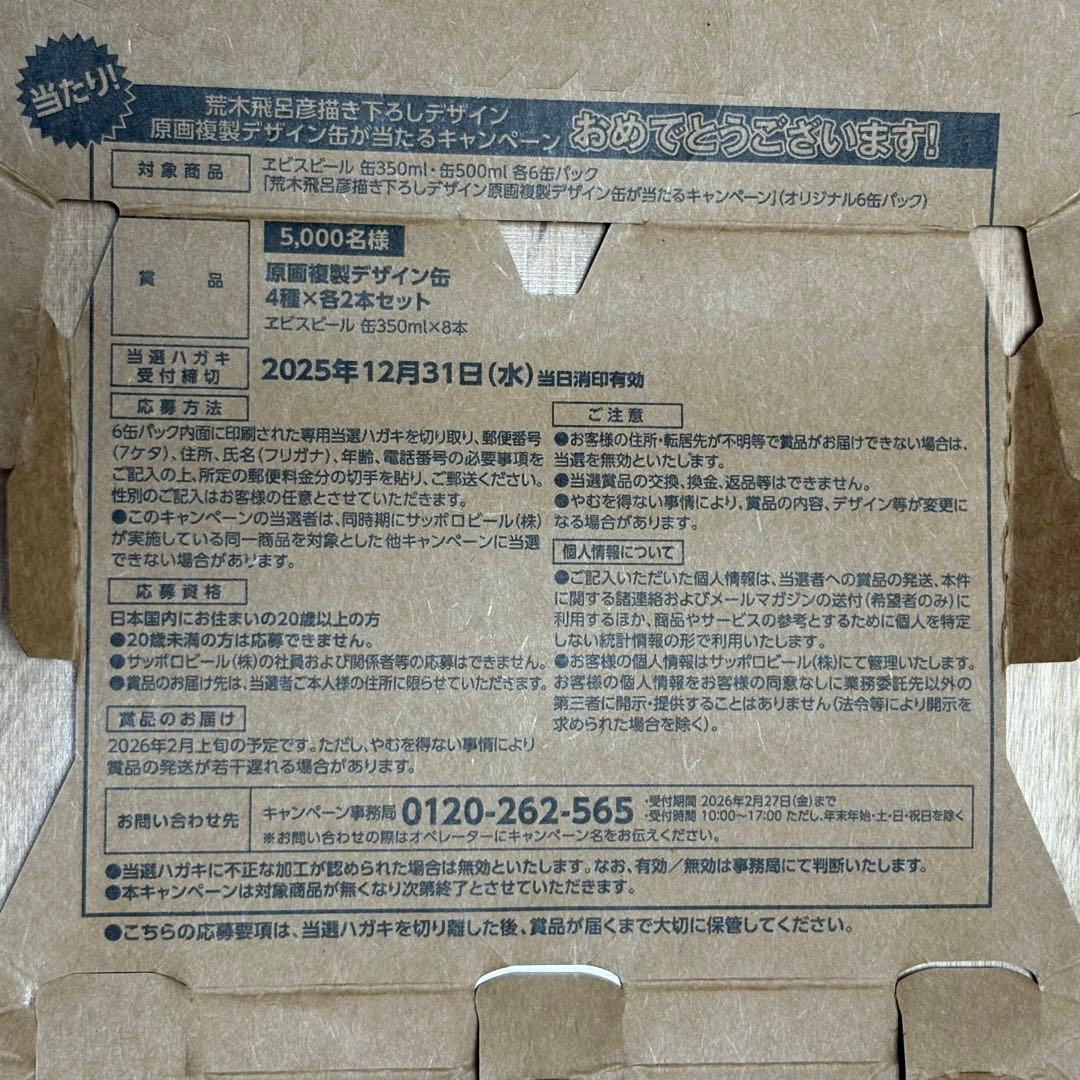 当たり!
荒木飛呂彦描き下ろしデザイン
原画複製デザイン缶が当たるキャンペーン おめでとうございます!
対象商品
ヱビスビール 缶350ml・缶500ml 各6缶パック
「荒木飛呂彦描き下ろしデザイン原画複製デザイン缶が当たるキャンペーン」(オリジナル6缶パック)
賞品
5,000名様
原画複製デザイン缶
4種×各2本セット
ヱビスビール 缶350ml×8本
当選ハガキ
受付締切
2025年12月31日(水)当日消印有効
応募方法
6缶パック内面に印刷された専用当選ハガキを切り取り、郵便番号
(7ケタ)、住所、氏名(フリガナ)、年齢、電話番号の必要事項を
ご記入の上、所定の郵便料金分の切手を貼り、ご郵送ください。
性別のご記入はお客様の任意とさせていただきます。
●このキャンペーンの当選者は、同時期にサッポロビール(株)
が実施している同一商品を対象とした他キャンペーンに当選
できない場合があります。
応募資格
日本国内にお住まいの20歳以上の方
●20歳未満の方は応募できません。
●サッポロビール(株)の社員および関係者等の応募はできません。
●賞品のお届け先は、当選者ご本人様の住所に限らせていただきます。
賞品のお届け
2026年2月上旬の予定です。ただし、やむを得ない事情により
賞品の発送が若干遅れる場合があります。
ご注意
●お客様の住所・転居先が不明等で賞品がお届けできない場合は、
当選を無効といたします。
●当選賞品の交換、換金、返品等はできません。
●やむを得ない事情により、賞品の内容、デザイン等が変更に
なる場合があります。
個人情報について
●ご記入いただいた個人情報は、当選者への賞品の発送、本件
に関する諸連絡およびメールマガジンの送付(希望者のみ)に
利用するほか、商品やサービスの参考とするために個人を特定
しない統計情報の形で利用いたします。
●お客様の個人情報はサッポロビール(株)にて管理いたします。
お客様の個人情報をお客様の同意なしに業務委託先以外の
第三者に開示・提供することはありません(法令等により開示を
求められた場合を除く)。
お問い合わせ先
キャンペーン事務局 0120-262-565
・受付期間 2026年2月27日(金)まで
・受付時間 10:00〜17:00 ただし、年末年始・土・日・祝日を除く
※お問い合わせの際はオペレーターにキャンペーン名をお伝えください。
●当選ハガキに不正な加工が認められた場合は無効といたします。なお、有効/無効は事務局にて判断いたします。
●本キャンペーンは対象商品が無くなり次第終了とさせていただきます。
●こちらの応募要項は、当選ハガキを切り離した後、賞品が届くまで大切に保管してください。